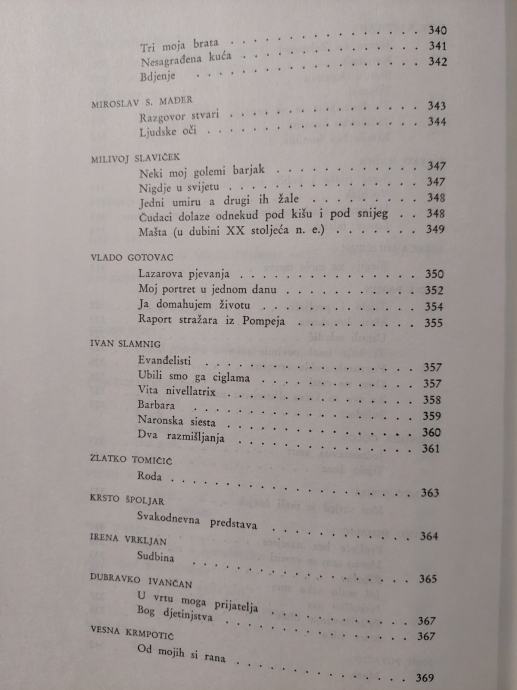 Tri moja brata . . . . . . . . . . . . . . 340
Nesagrađena kuća . . . . . . . . . . . . . 341
Bdjenje . . . . . . . . . . . . . . . . 342
MIROSLAV S. MAĐER
Razgovor stvari . . . . . . . . . . . . . . 343
Ljudske oči . . . . . . . . . . . . . . . 344
MILIVOJ SLAVIČEK
Neki moj golemi barjak . . . . . . . . . . . 347
Nigdje u svijetu . . . . . . . . . . . . . 347
Jedni umiru a drugi ih žale . . . . . . . . . 348
Čudaci dolaze odnekud pod kišu i pod snijeg . . 348
Mašta (u dubini XX stoljeća n. e.) . . . . . . . 349
VLADO GOTOVAC
Lazarova pjevanja . . . . . . . . . . . . . 350
Moj portret u jednom danu . . . . . . . . . . 352
Ja domahujem životu . . . . . . . . . . . . 354
Raport stražara iz Pompeja . . . . . . . . . . 355
IVAN SLAMNIG
Evanđelisti . . . . . . . . . . . . . . . 357
Ubili smo ga ciglama . . . . . . . . . . . . 357
Vita nivellatrix . . . . . . . . . . . . . 358
Barbara . . . . . . . . . . . . . . . . 359
Naronska siesta . . . . . . . . . . . . . 360
Dva razmišljanja . . . . . . . . . . . . . 361
ZLATKO TOMIČIĆ
Roda . . . . . . . . . . . . . . . . . 363
KRSTO ŠPOLJAR
Svakodnevna predstava . . . . . . . . . . . 364
IRENA VRKLJAN
Sudbina . . . . . . . . . . . . . . . . 365
DUBRAVKO IVANČAN
U vrtu moga prijatelja . . . . . . . . . . . 367
Bog djetinjstva . . . . . . . . . . . . . 367
VESNA KRMPOTIĆ
Od mojih si rana . . . . . . . . . . . . . 369